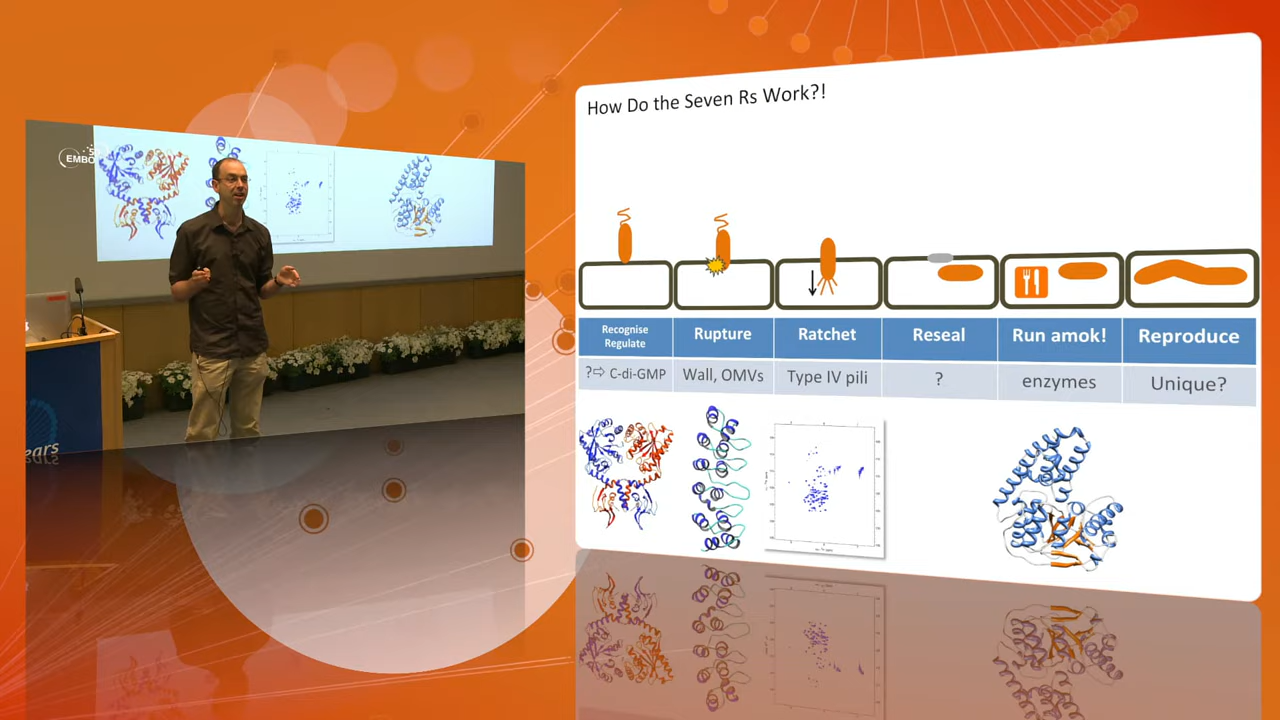 EMBO
How Do the Seven Rs Work?!
Recognise
Regulate
Rupture
Ratchet
Reseal
Run amok!
Reproduce
?⇨ C-di-GMP
Wall, OMVs
Type IV pili
?
enzymes
Unique?
ears